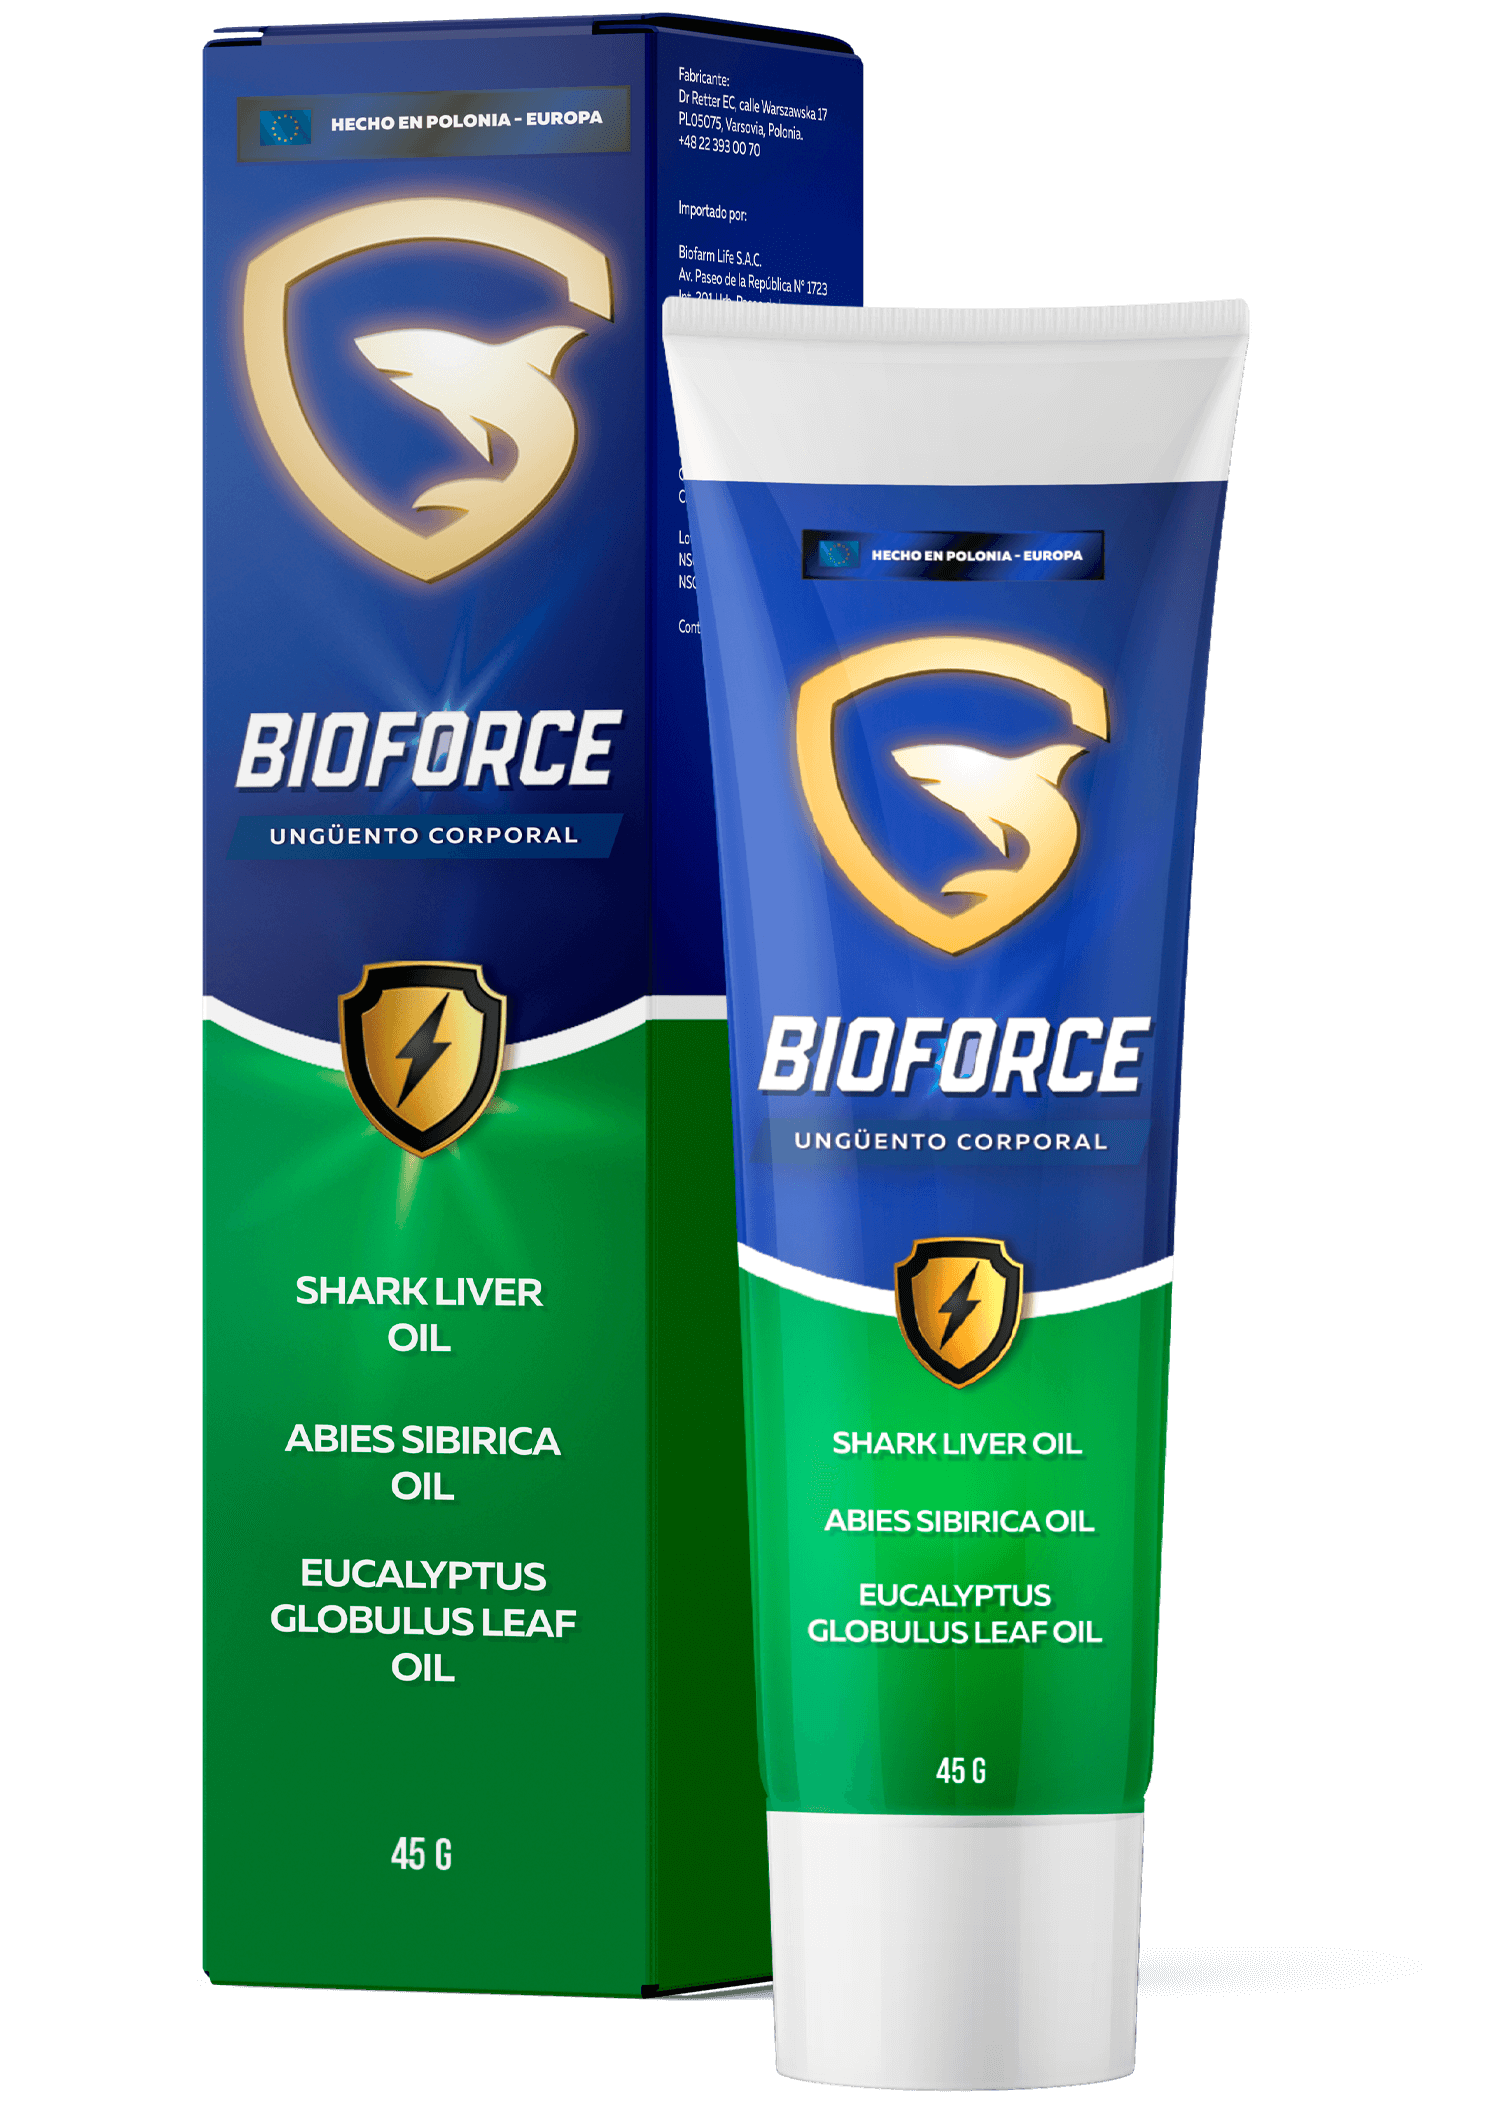 HECHO EN POLONIA - EUROPA
BIOFORCE
UNGÜENTO CORPORAL
SHARK LIVER
OIL
ABIES SIBIRICA
OIL
EUCALYPTUS
GLOBULUS LEAF
OIL
45 G
Fabricante:
Dr Retter EC, calle Warszawska 17
PL05075, Varsovia, Polonia.
+48 22 393 00 70
Importado por:
Biofarm Life S.A.C.
Av. Paseo de la República N° 1723
Int. 201 Urb.
HECHO EN POLONIA - EUROPA
BIOFORCE
UNGÜENTO CORPORAL
SHARK LIVER OIL
ABIES SIBIRICA OIL
EUCALYPTUS
GLOBULUS LEAF OIL
45 G